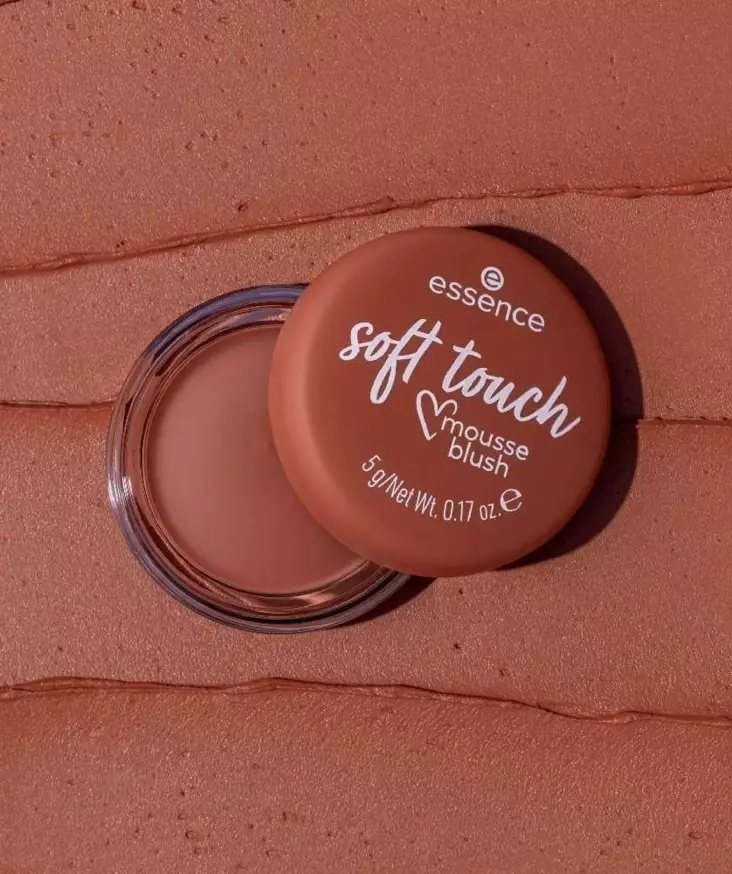 e
essence
soft touch
mousse
blush
5 g/Net Wt. 0.17 oz. ℮